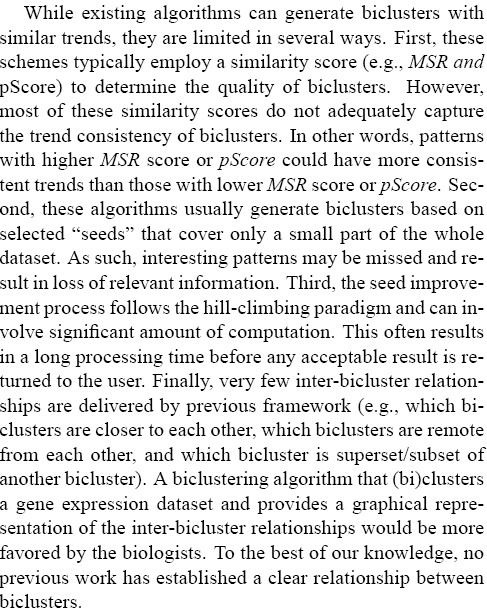 While existing algorithms can generate biclusters with
similar trends, they are limited in several ways. First, these
schemes typically employ a similarity score (e.g., MSR and
pScore) to determine the quality of biclusters. However,
most of these similarity scores do not adequately capture
the trend consistency of biclusters. In other words, patterns
with higher MSR score or pScore could have more consis-
tent trends than those with lower MSR score or pScore. Sec-
ond, these algorithms usually generate biclusters based on
selected “seeds” that cover only a small part of the whole
dataset. As such, interesting patterns may be missed and re-
sult in loss of relevant information. Third, the seed improve-
ment process follows the hill-climbing paradigm and can in-
volve significant amount of computation. This often results
in a long processing time before any acceptable result is re-
turned to the user. Finally, very few inter-bicluster relation-
ships are delivered by previous framework (e.g., which bi-
clusters are closer to each other, which biclusters are remote
from each other, and which bicluster is superset/subset of
another bicluster). A biclustering algorithm that (bi)clusters
a gene expression dataset and provides a graphical repre-
sentation of the inter-bicluster relationships would be more
favored by the biologists. To the best of our knowledge, no
previous work has established a clear relationship between
biclusters.